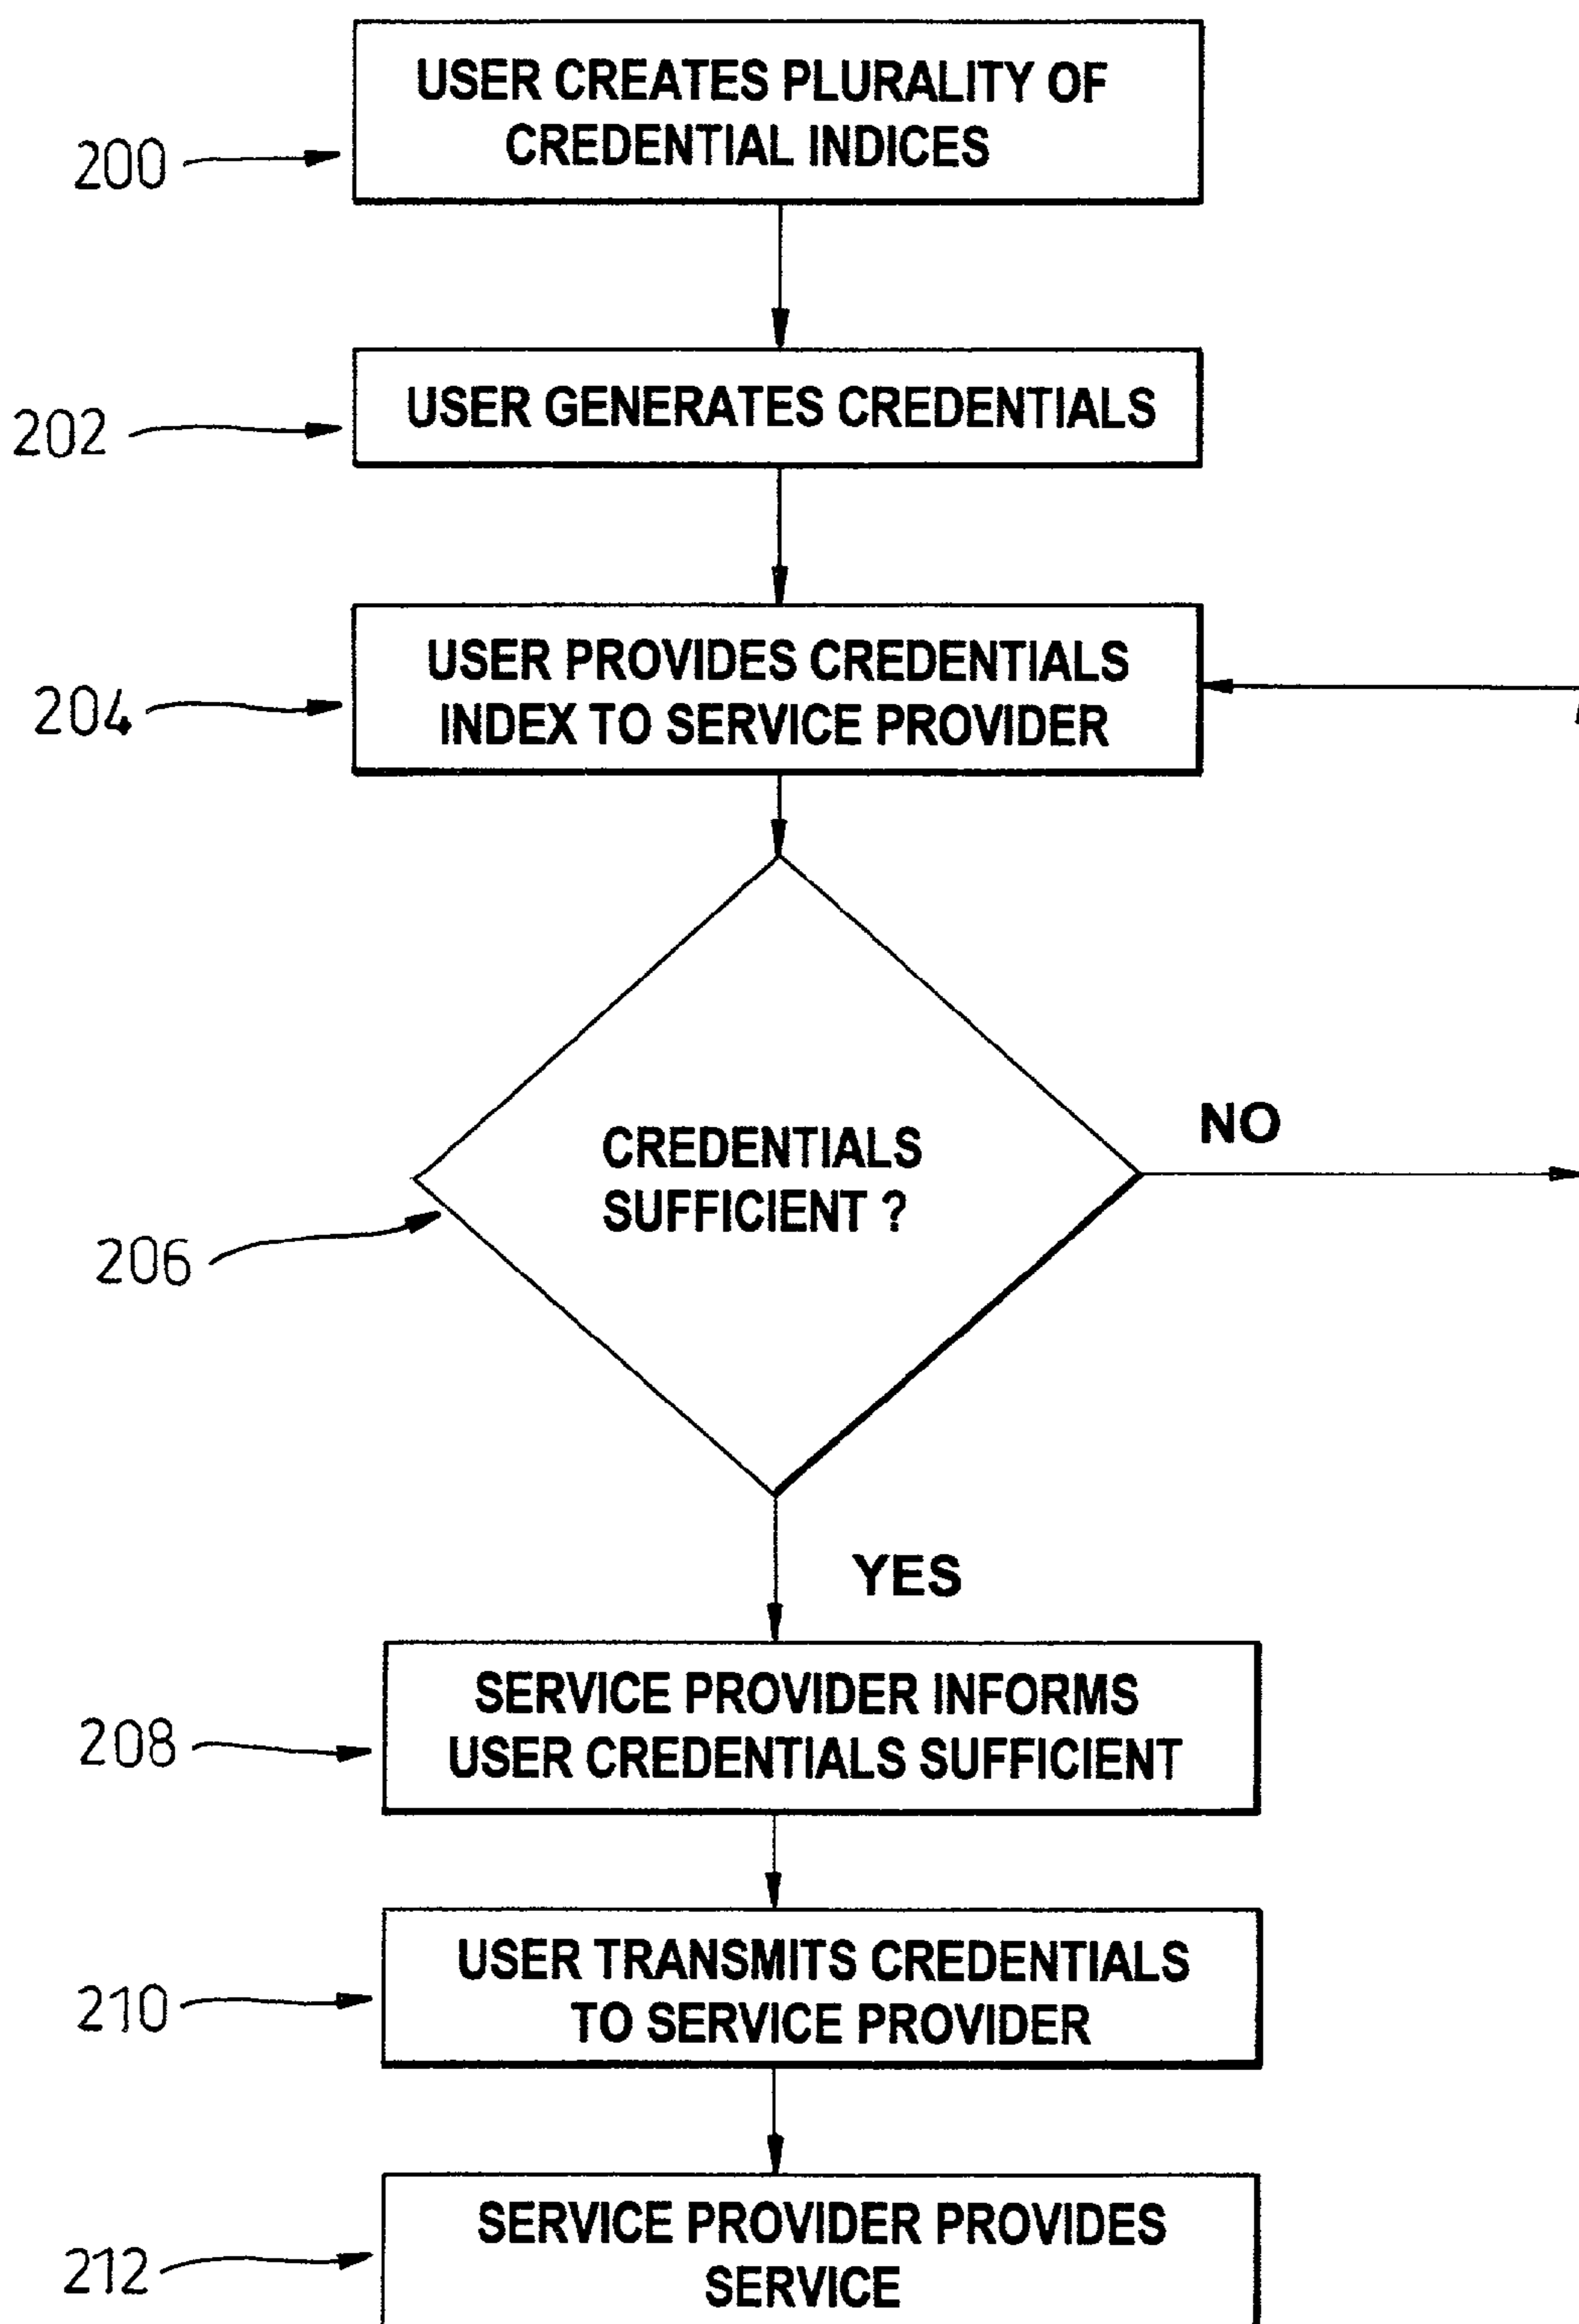 USER CREATES PLURALITY OF
CREDENTIAL INDICES
200
USER GENERATES CREDENTIALS
202
USER PROVIDES CREDENTIALS
INDEX TO SERVICE PROVIDER
204
CREDENTIALS
SUFFICIENT ?
NO
206
YES
SERVICE PROVIDER INFORMS
USER CREDENTIALS SUFFICIENT
208
USER TRANSMITS CREDENTIALS
TO SERVICE PROVIDER
210
SERVICE PROVIDER PROVIDES
SERVICE
212